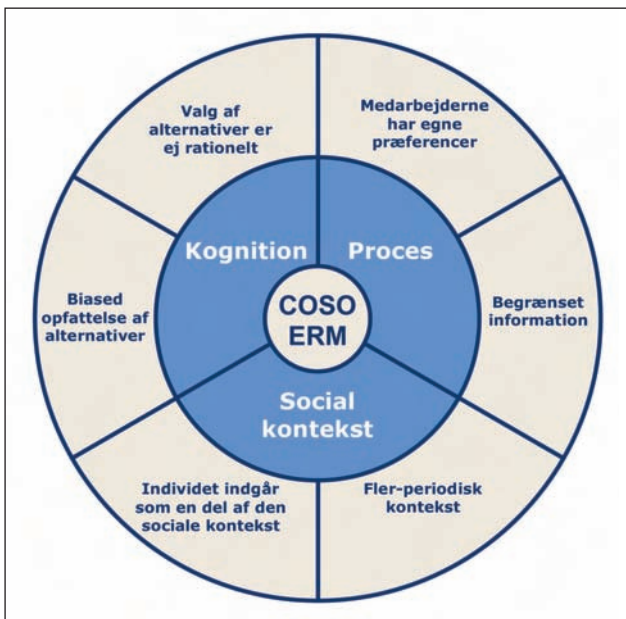 Valg af
alternativer er
ej rationelt
Medarbejderne
har egne
præferencer
Kognition
Proces
Biased
opfattelse af
alternativer
COSO
ERM
Begrænset
information
Social
kontekst
Individet indgår
som en del af den
sociale kontekst
Fler-periodisk
kontekst